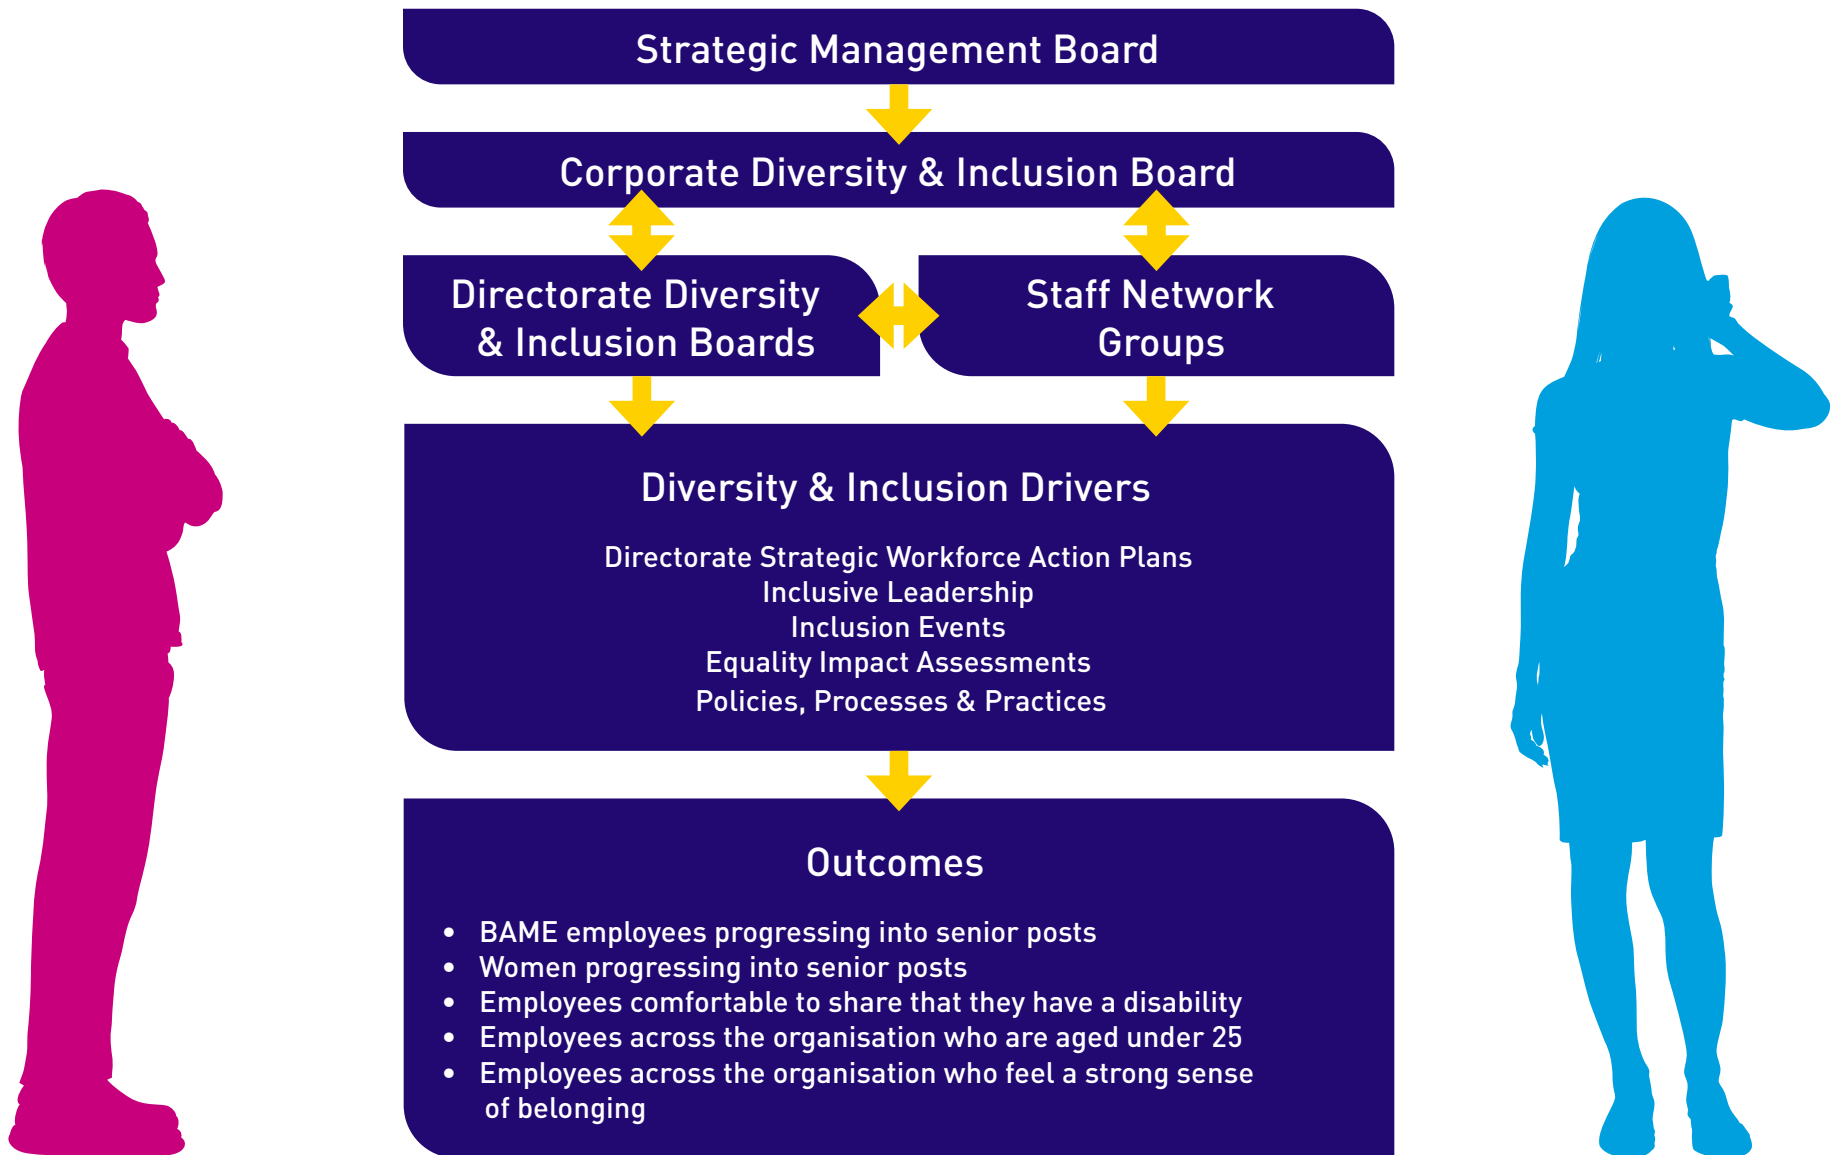 Strategic Management Board
Corporate Diversity & Inclusion Board
Directorate Diversity
& Inclusion Boards
Staff Network
Groups
Diversity & Inclusion Drivers
Directorate Strategic Workforce Action Plans
Inclusive Leadership
Inclusion Events
Equality Impact Assessments
Policies, Processes & Practices
Outcomes
• BAME employees progressing into senior posts
• Women progressing into senior posts
• Employees comfortable to share that they have a disability
• Employees across the organisation who are aged under 25
• Employees across the organisation who feel a strong sense
of belonging